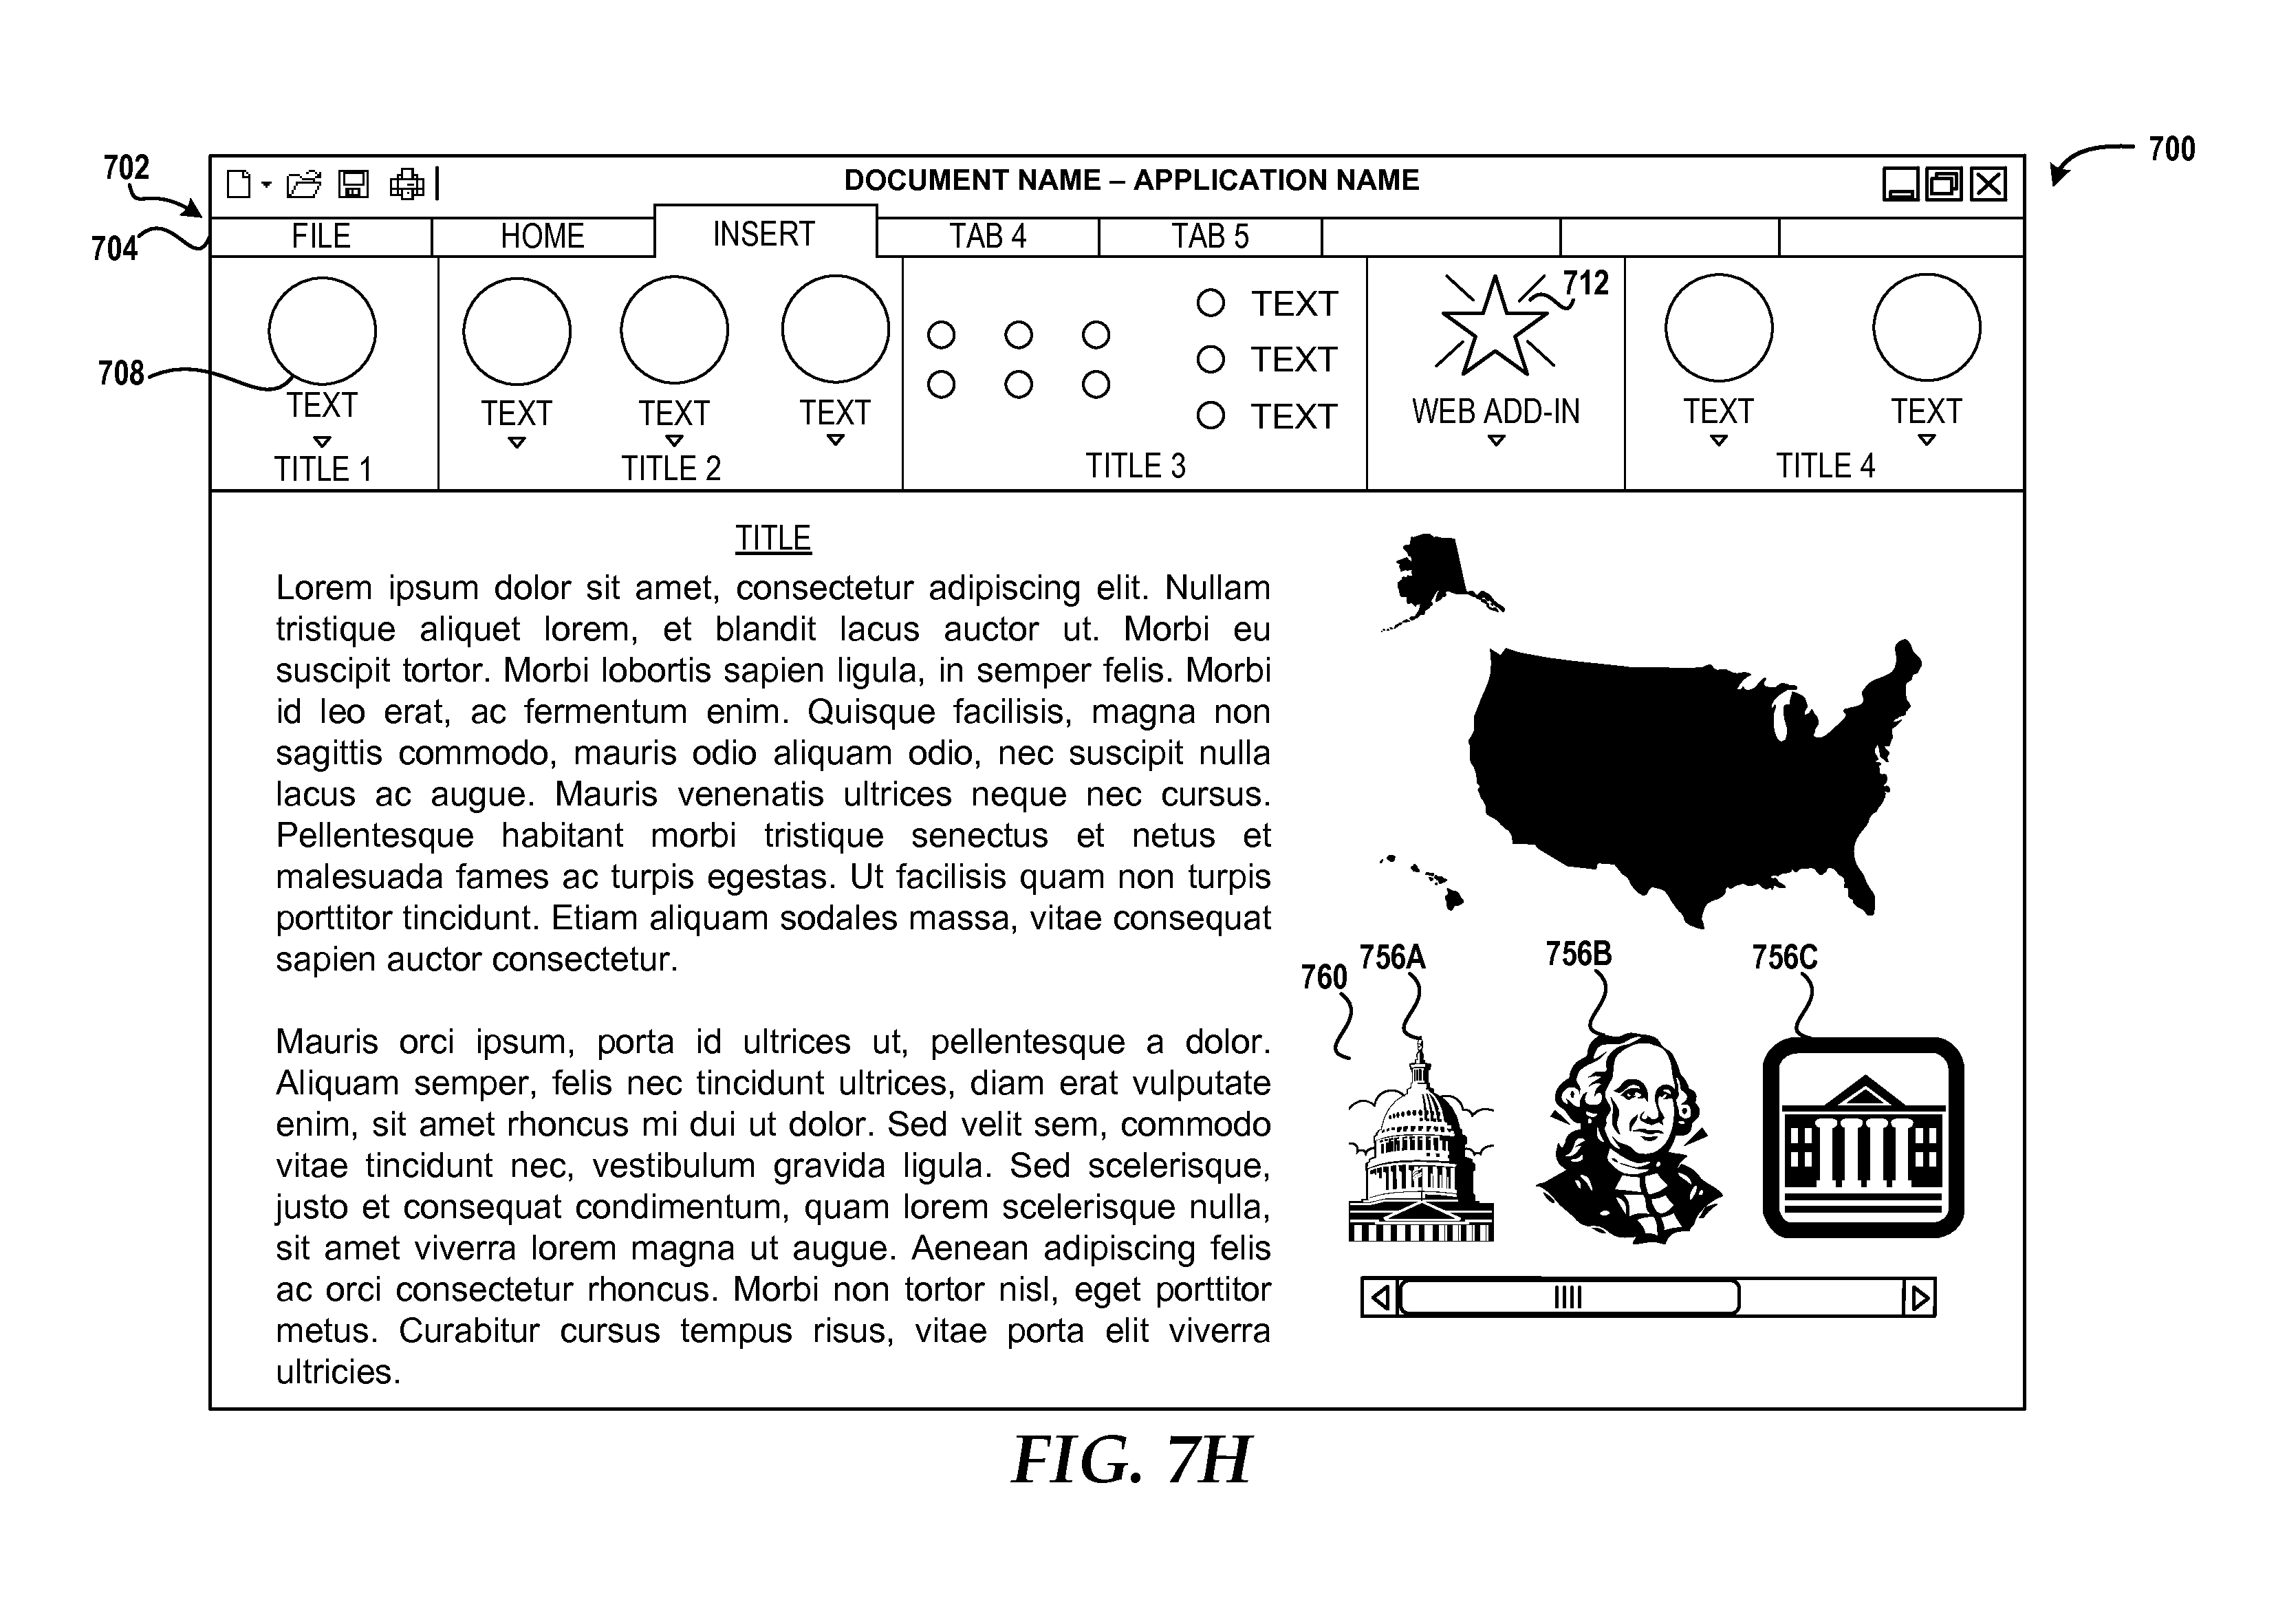 700
702
DOCUMENT NAME – APPLICATION NAME
704
FILE HOME INSERT TAB 4 TAB 5
712
708
TEXT
TEXT
TEXT
TEXT
TEXT TEXT TEXT WEB ADD-IN TEXT TEXT
TITLE 1 TITLE 2 TITLE 3 TITLE 4
TITLE
Lorem ipsum dolor sit amet, consectetur adipiscing elit. Nullam
tristique aliquet lorem, et blandit lacus auctor ut. Morbi eu
suscipit tortor. Morbi lobortis sapien ligula, in semper felis. Morbi
id leo erat, ac fermentum enim. Quisque facilisis, magna non
sagittis commodo, mauris odio aliquam odio, nec suscipit nulla
lacus ac augue. Mauris venenatis ultrices neque nec cursus.
Pellentesque habitant morbi tristique senectus et netus et
malesuada fames ac turpis egestas. Ut facilisis quam non turpis
porttitor tincidunt. Etiam aliquam sodales massa, vitae consequat
sapien auctor consectetur.
Mauris orci ipsum, porta id ultrices ut, pellentesque a dolor.
Aliquam semper, felis nec tincidunt ultrices, diam erat vulputate
enim, sit amet rhoncus mi dui ut dolor. Sed velit sem, commodo
vitae tincidunt nec, vestibulum gravida ligula. Sed scelerisque,
justo et consequat condimentum, quam lorem scelerisque nulla,
sit amet viverra lorem magna ut augue. Aenean adipiscing felis
ac orci consectetur rhoncus. Morbi non tortor nisl, eget porttitor
metus. Curabitur cursus tempus risus, vitae porta elit viverra
ultricies.
760 756A 756B 756C
FIG. 7H